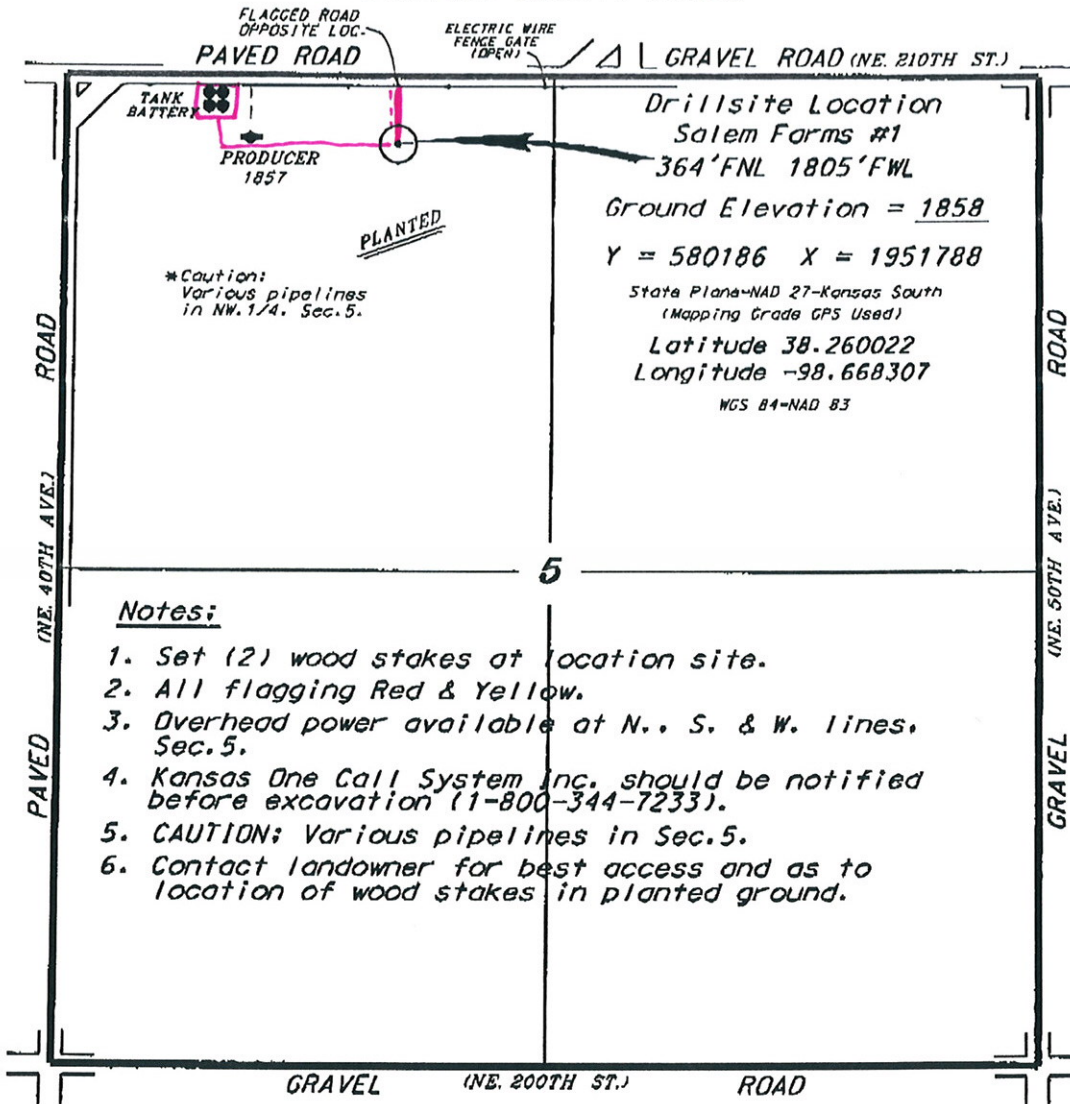 FLAGGED ROAD
OPPOSITE LOC.
ELECTRIC WIRE
FENCE GATE
(OPEN)
PAVED ROAD
GRAVEL ROAD (NE. 210TH ST.)
TANK
BATTERY
PRODUCER
1857
PLANTED
*Caution:
Various pipelines
in NW. 1/4. Sec. 5.
Drillsite Location
Salem Farms #1
364'FNL 1805'FWL
Ground Elevation = 1858
Y = 580186 X = 1951788
State Plane-NAD 27-Kansas South
(Mapping Grade GPS Used)
Latitude 38.260022
Longitude -98.668307
WGS 84-NAD 83
PAVED (NE. 40TH AVE.) ROAD
GRAVEL (NE. 50TH AVE.) ROAD
5
Notes:
1. Set (2) wood stakes at location site.
2. All flagging Red & Yellow.
3. Overhead power available at N., S. & W. lines,
Sec. 5.
4. Kansas One Call System Inc. should be notified
before excavation (1-800-344-7233).
5. CAUTION: Various pipelines in Sec. 5.
6. Contact landowner for best access and as to
location of wood stakes in planted ground.
GRAVEL (NE. 200TH ST.) ROAD